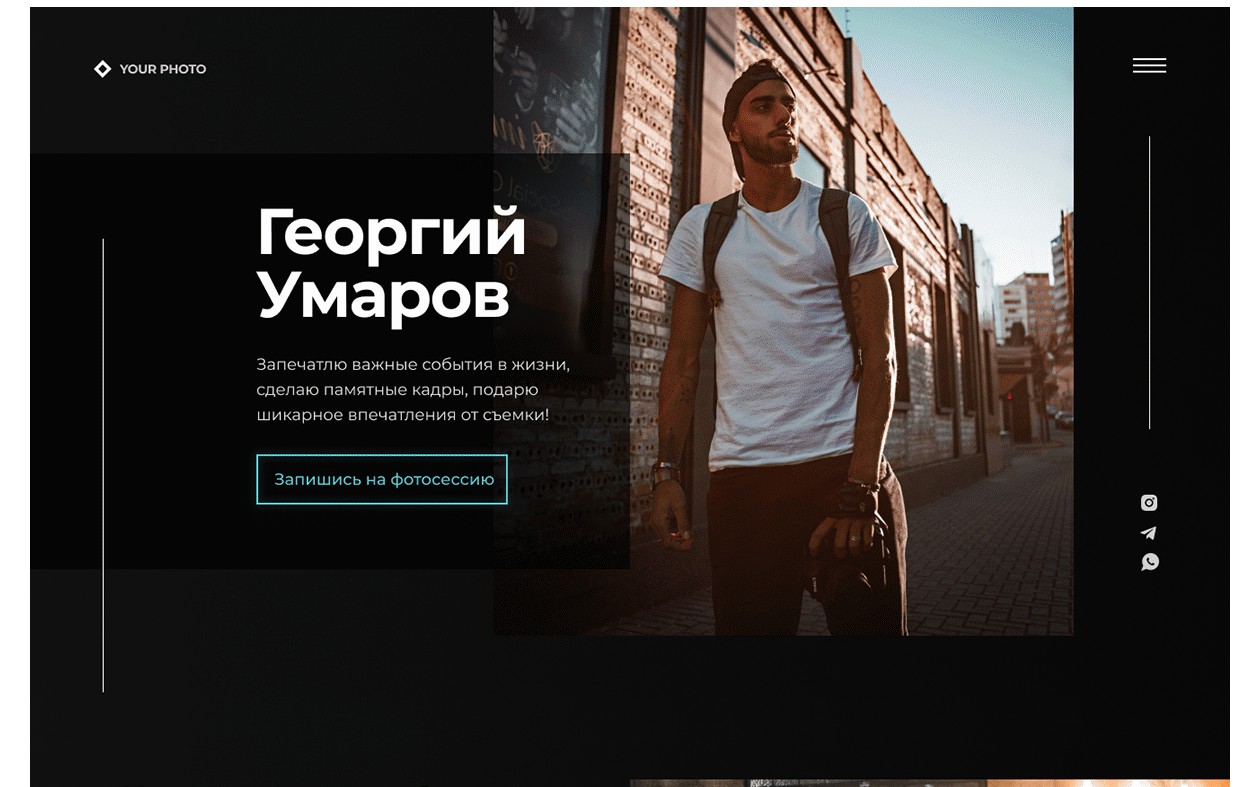 YOUR PHOTO
Георгий
Умаров
Запечатлю важные события в жизни,
сделаю памятные кадры, подарю
шикарное впечатления от съемки!
Запишись на фотосессию